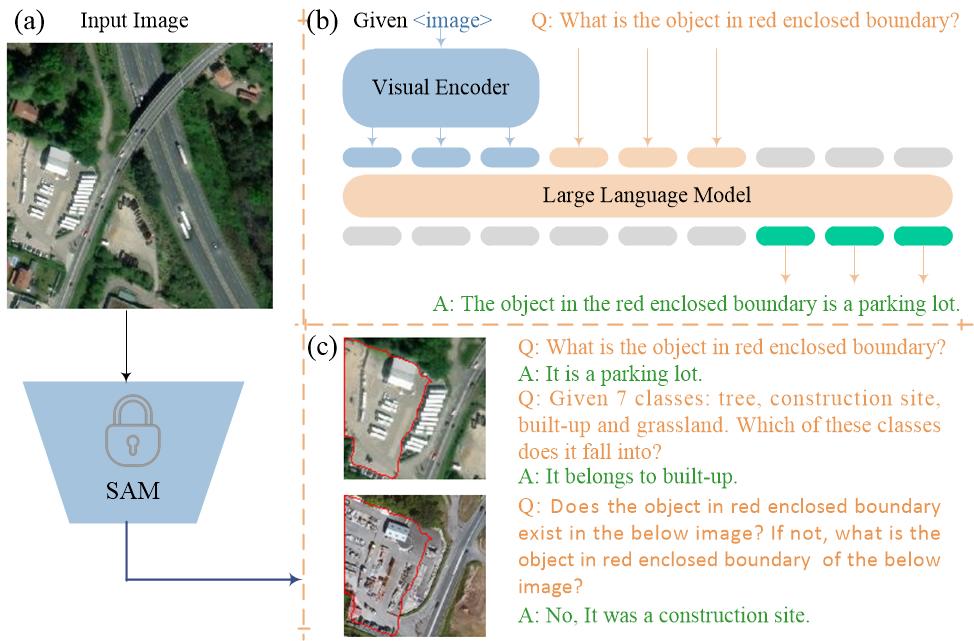 (a) Input Image
SAM
(b) Given <image> Q: What is the object in red enclosed boundary?
Visual Encoder
Large Language Model
A: The object in the red enclosed boundary is a parking lot.
(c)
Q: What is the object in red enclosed boundary?
A: It is a parking lot.
Q: Given 7 classes: tree, construction site,
built-up and grassland. Which of these classes
does it fall into?
A: It belongs to built-up.
Q: Does the object in red enclosed boundary
exist in the below image? If not, what is the
object in red enclosed boundary of the below
image?
A: No, It was a construction site.